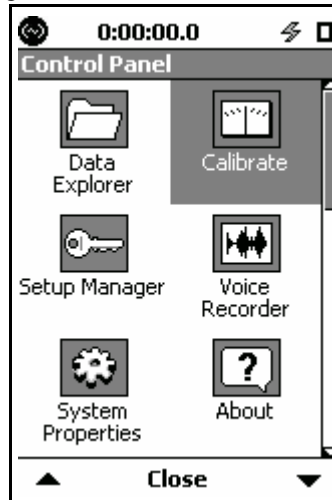 0:00:00.0
Control Panel
Data
Explorer
Calibrate
Setup Manager
Voice
Recorder
?
System
Properties
About
Close